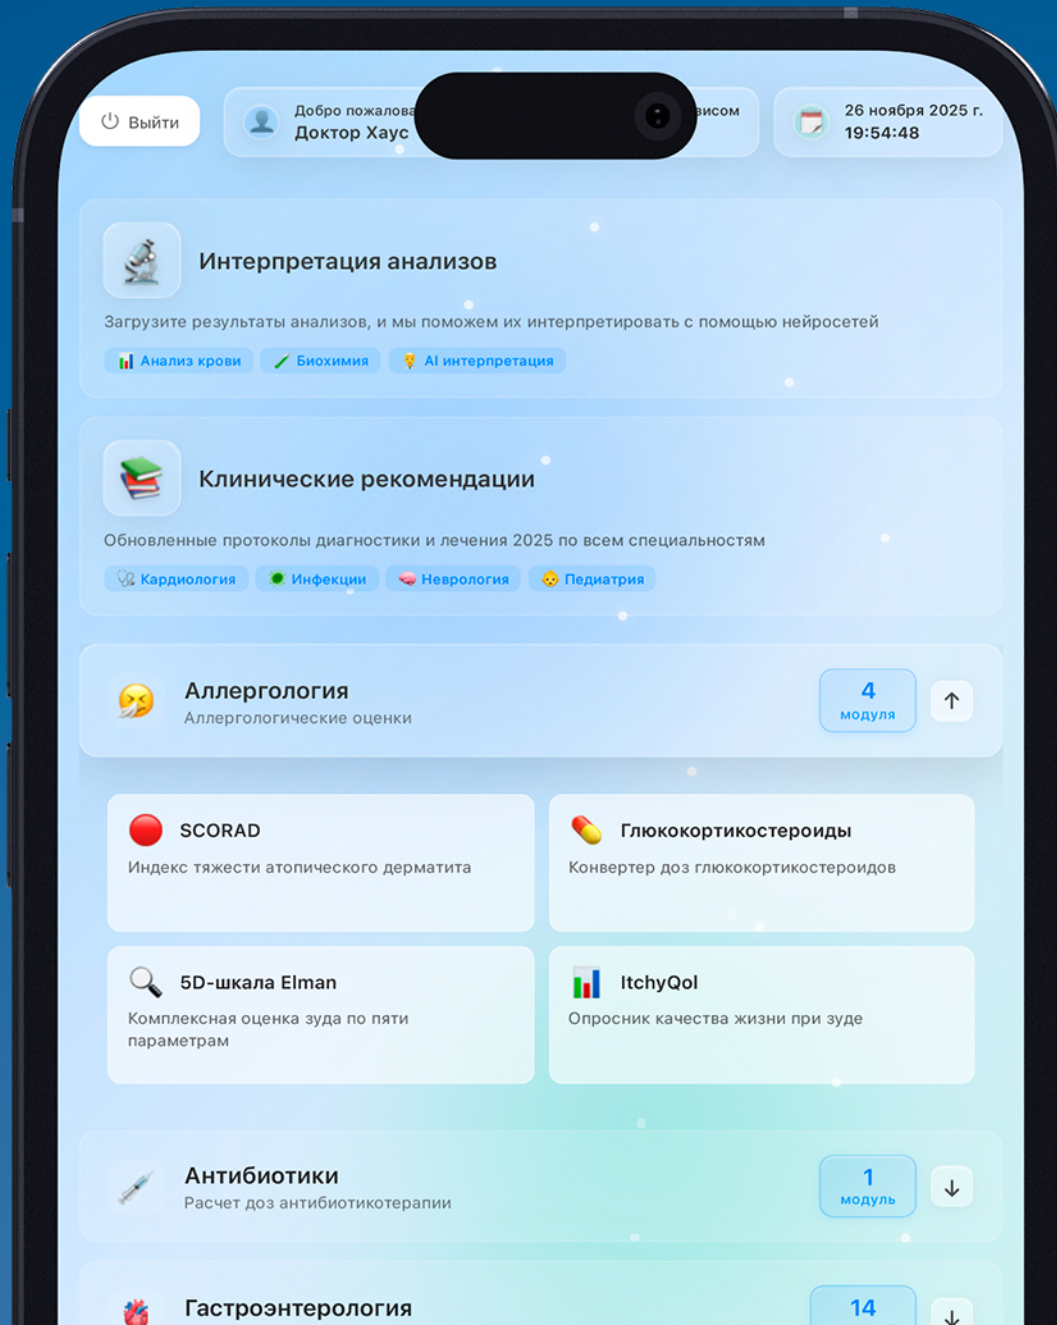 Выйти
Добро пожалова
Доктор Хаус
26 ноября 2025 г.
19:54:48
Интерпретация анализов
Загрузите результаты анализов, и мы поможем их интерпретировать с помощью нейросетей
Анализ крови
Биохимия
AI интерпретация
Клинические рекомендации
Обновленные протоколы диагностики и лечения 2025 по всем специальностям
Кардиология
Инфекции
Неврология
Педиатрия
Аллергология
Аллергологические оценки
4
модуля
SCORAD
Индекс тяжести атопического дерматита
Глюкокортикостероиды
Конвертер доз глюкокортикостероидов
5D-шкала Elman
Комплексная оценка зуда по пяти
параметрам
ItchyQol
Опросник качества жизни при зуде
Антибиотики
Расчет доз антибиотикотерапии
1
модуль
Гастроэнтерология
14